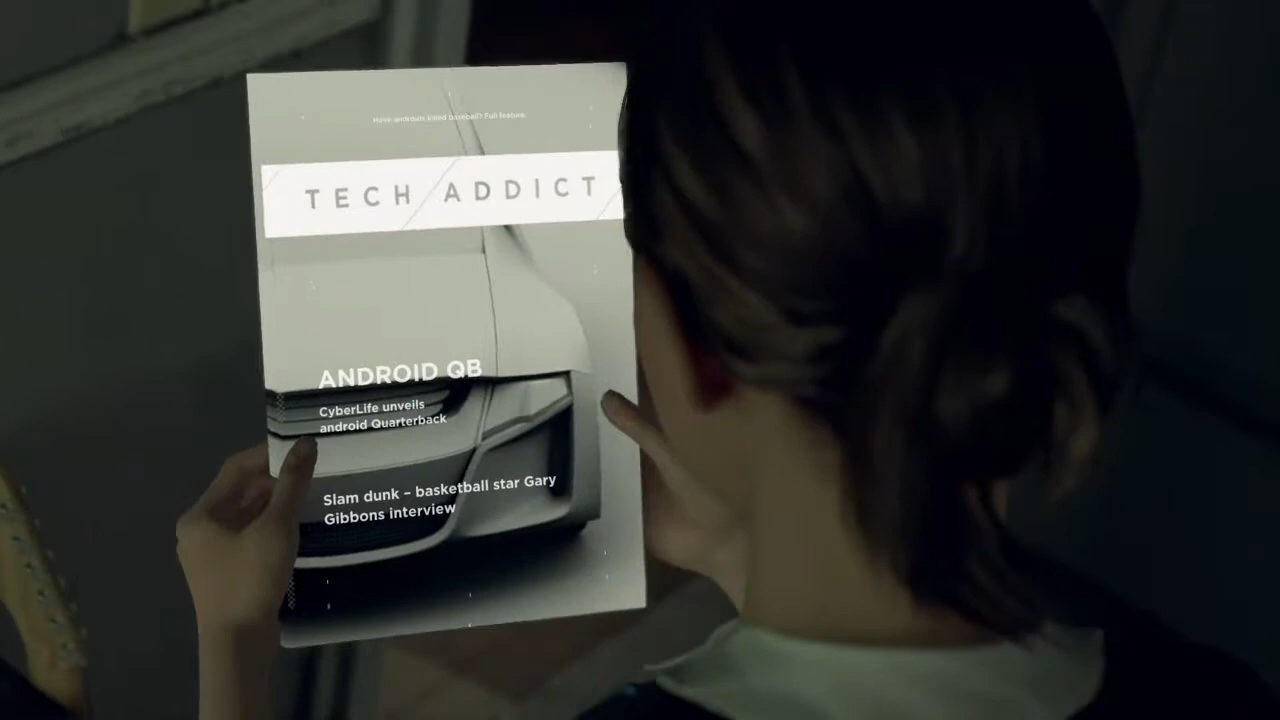 Have androids killed baseball? Full feature.
TECH ADDICT
ANDROID QB
CyberLife unveils
android Quarterback
Slam dunk – basketball star Gary
Gibbons interview